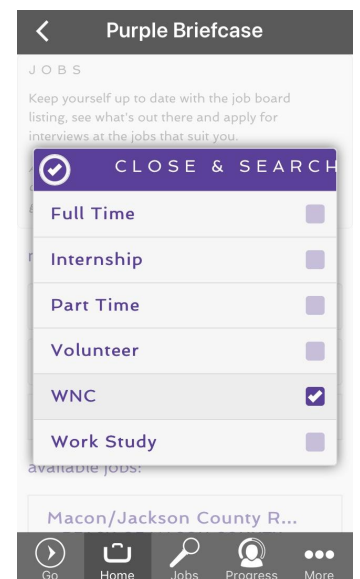 Purple Briefcase
JOBS
Keep yourself up to date with the job board
listing, see what's out there and apply for
interviews at the jobs that suit you.
CLOSE & SEARCH
Full Time
Internship
Part Time
Volunteer
WNC
Work Study
available jobs:
Macon/Jackson County R...
Go Home Jobs Progress More